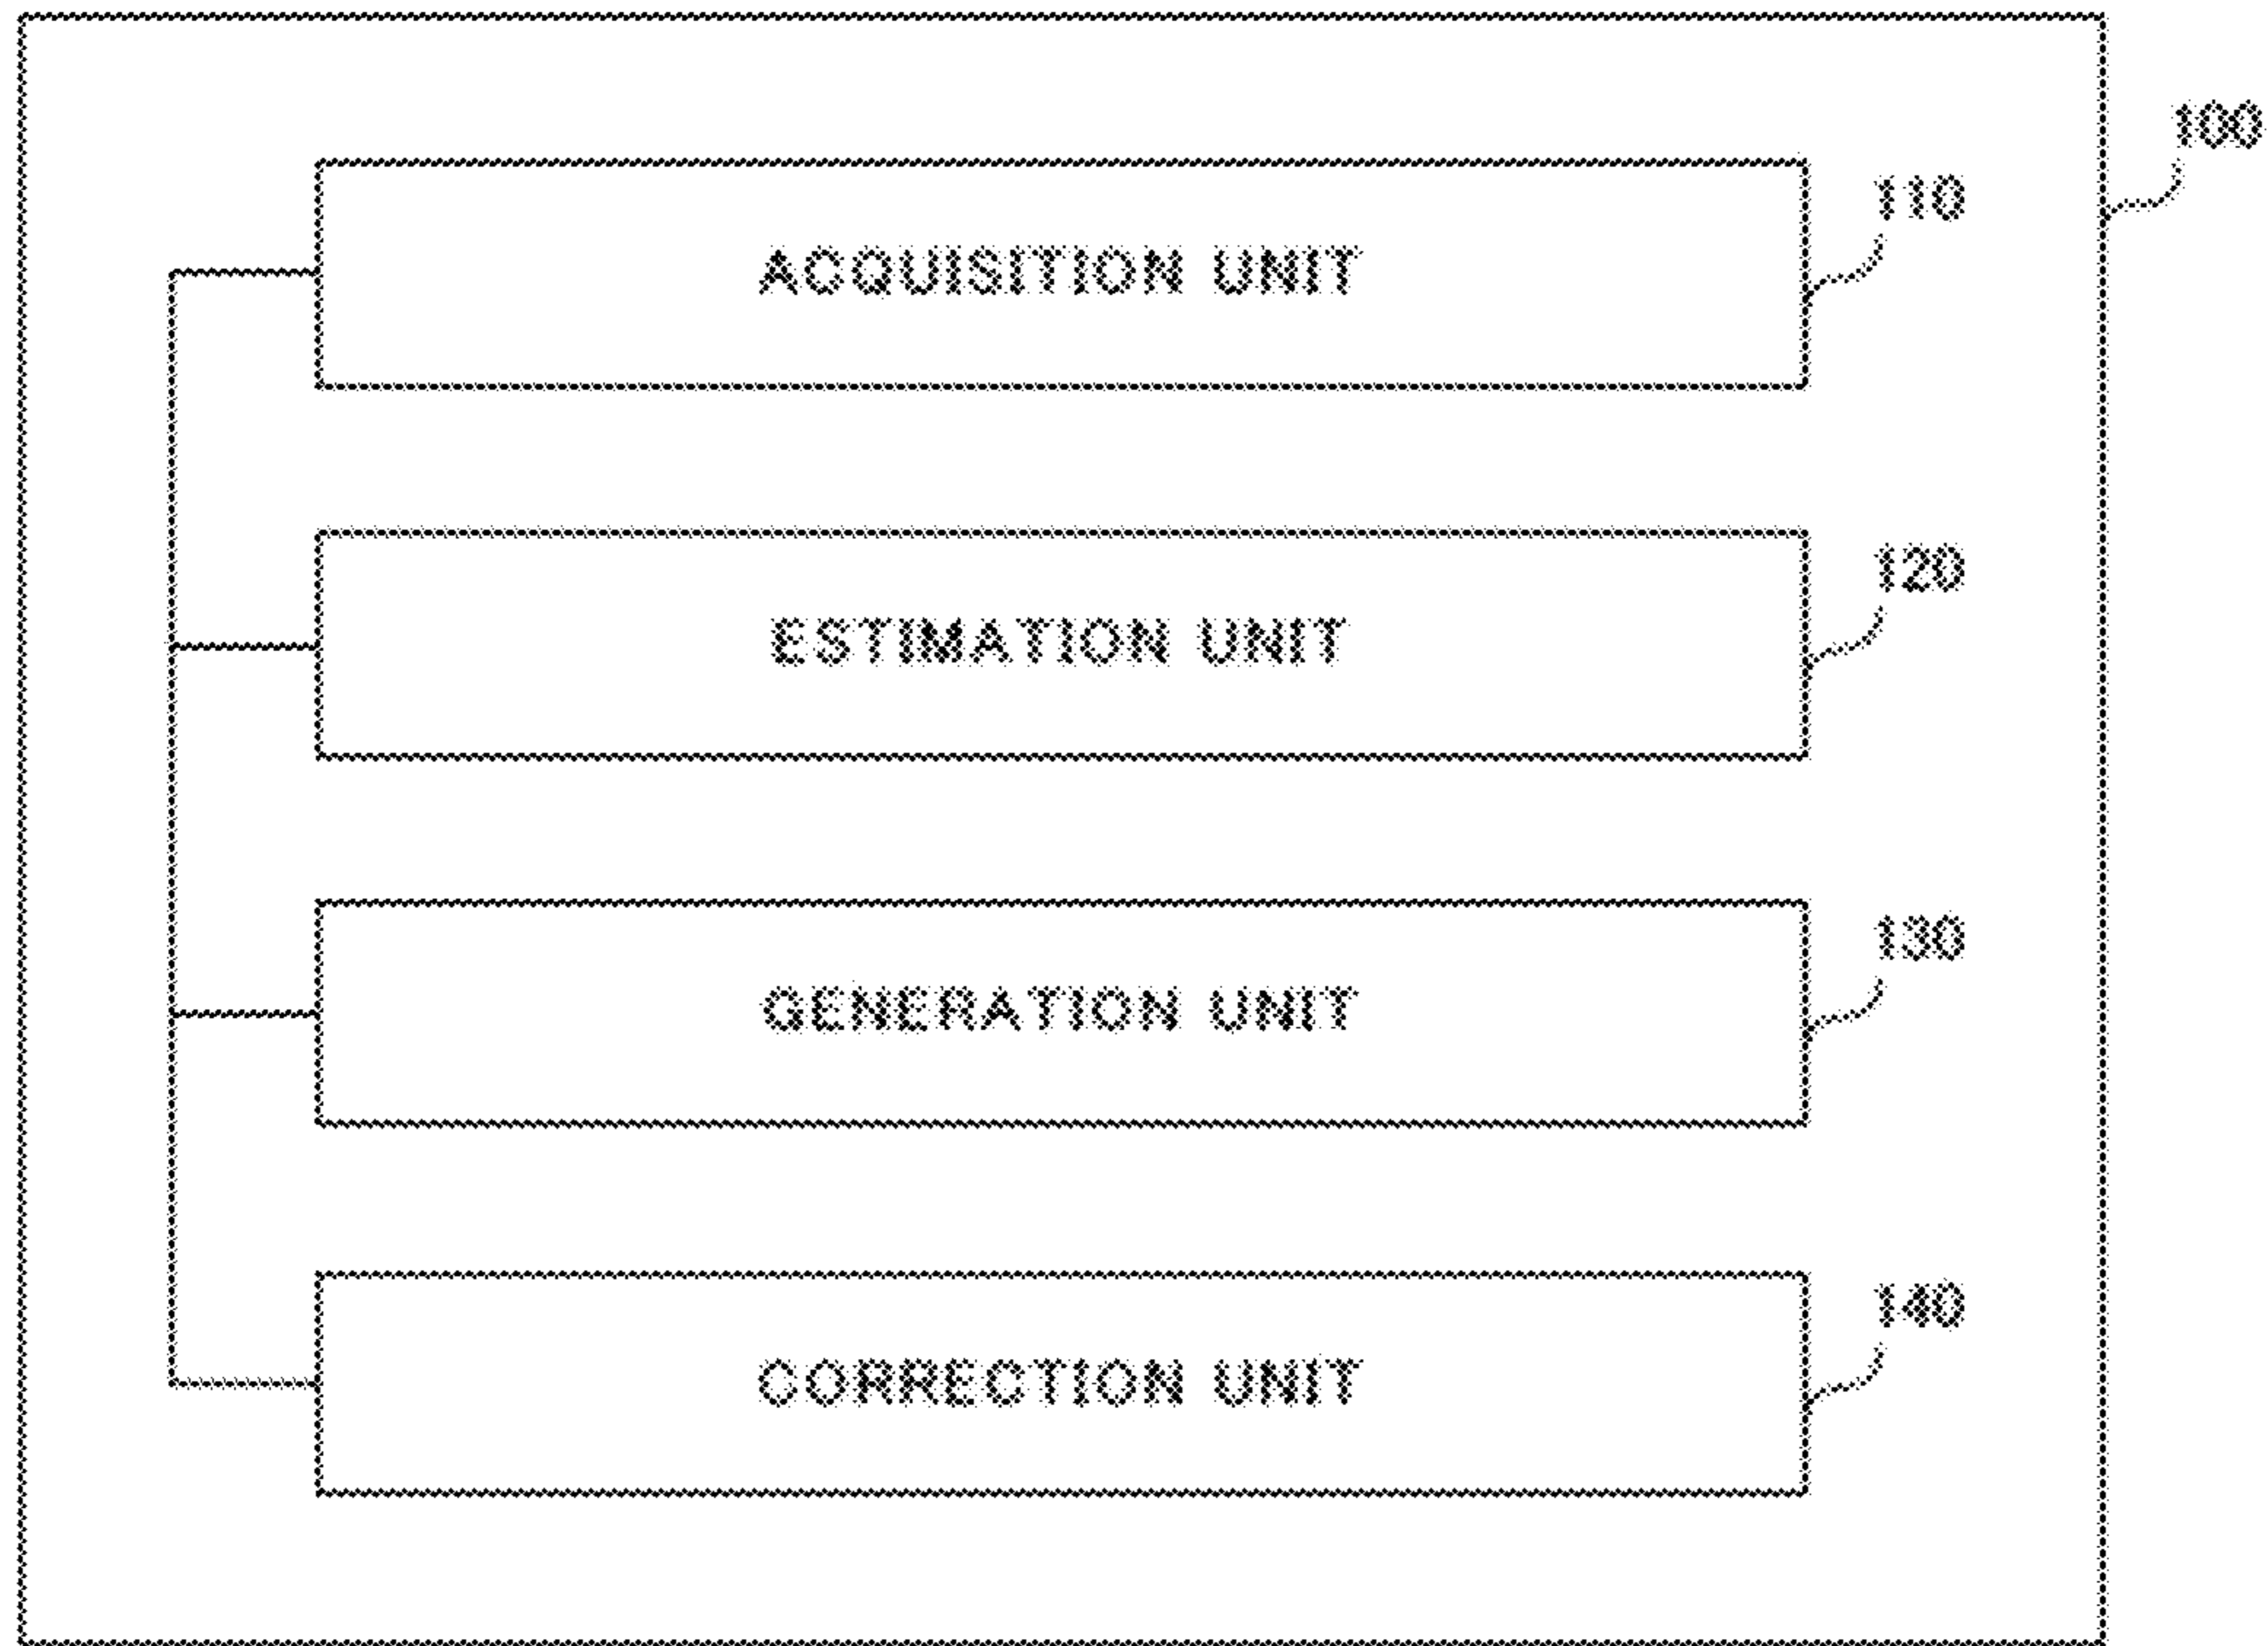 100
110
ACQUISITION UNIT
120
ESTIMATION UNIT
130
GENERATION UNIT
140
CORRECTION UNIT